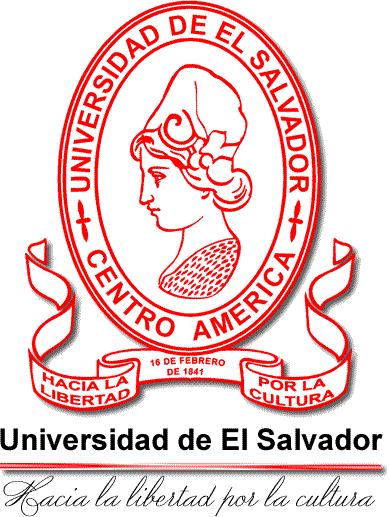 UNIVERSIDAD DE EL SALVADOR
CENTRO AMERICA
16 DE FEBRERO
DE 1841
HACIA LA
LIBERTAD
POR LA
CULTURA
Universidad de El Salvador
Hacia la libertad por la cultura